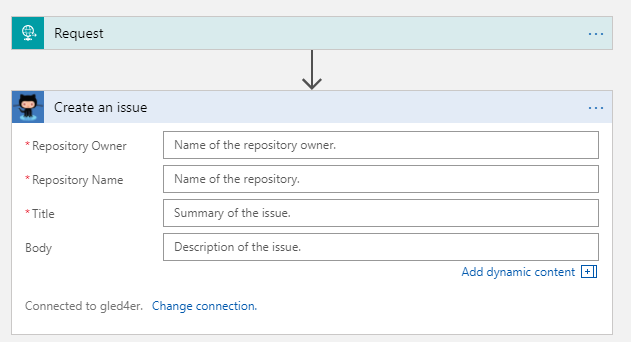 Request
Create an issue
* Repository Owner Name of the repository owner.
* Repository Name Name of the repository.
* Title Summary of the issue.
Body Description of the issue.
Add dynamic content
Connected to gled4er. Change connection.